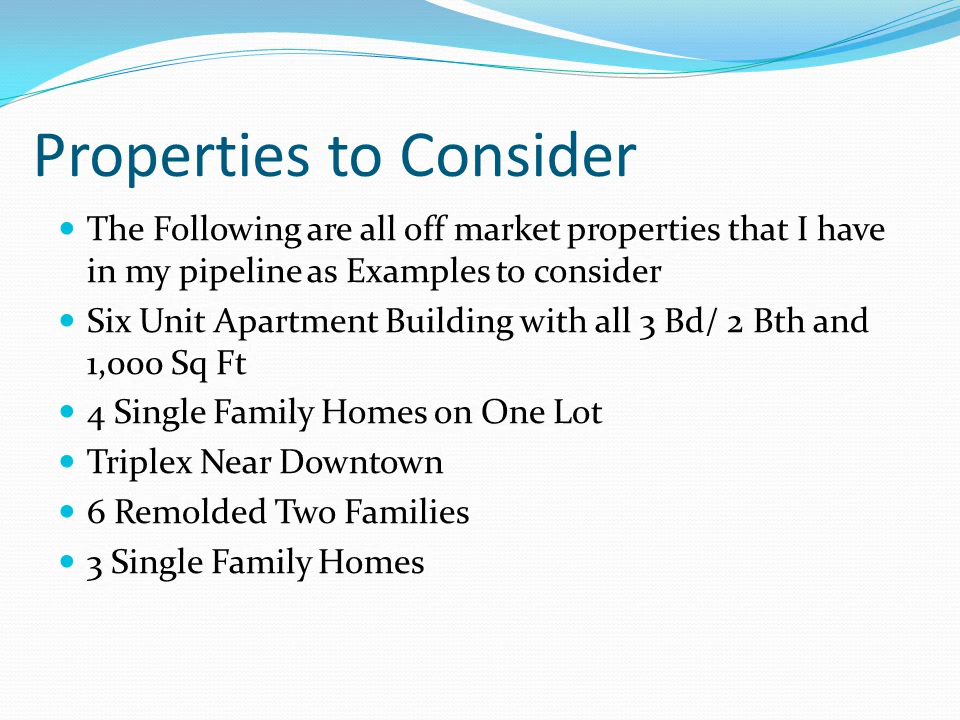 Properties to Consider
The Following are all off market properties that I have
in my pipeline as Examples to consider
Six Unit Apartment Building with all 3 Bd/ 2 Bth and
1,000 Sq Ft
4 Single Family Homes on One Lot
Triplex Near Downtown
6 Remolded Two Families
3 Single Family Homes